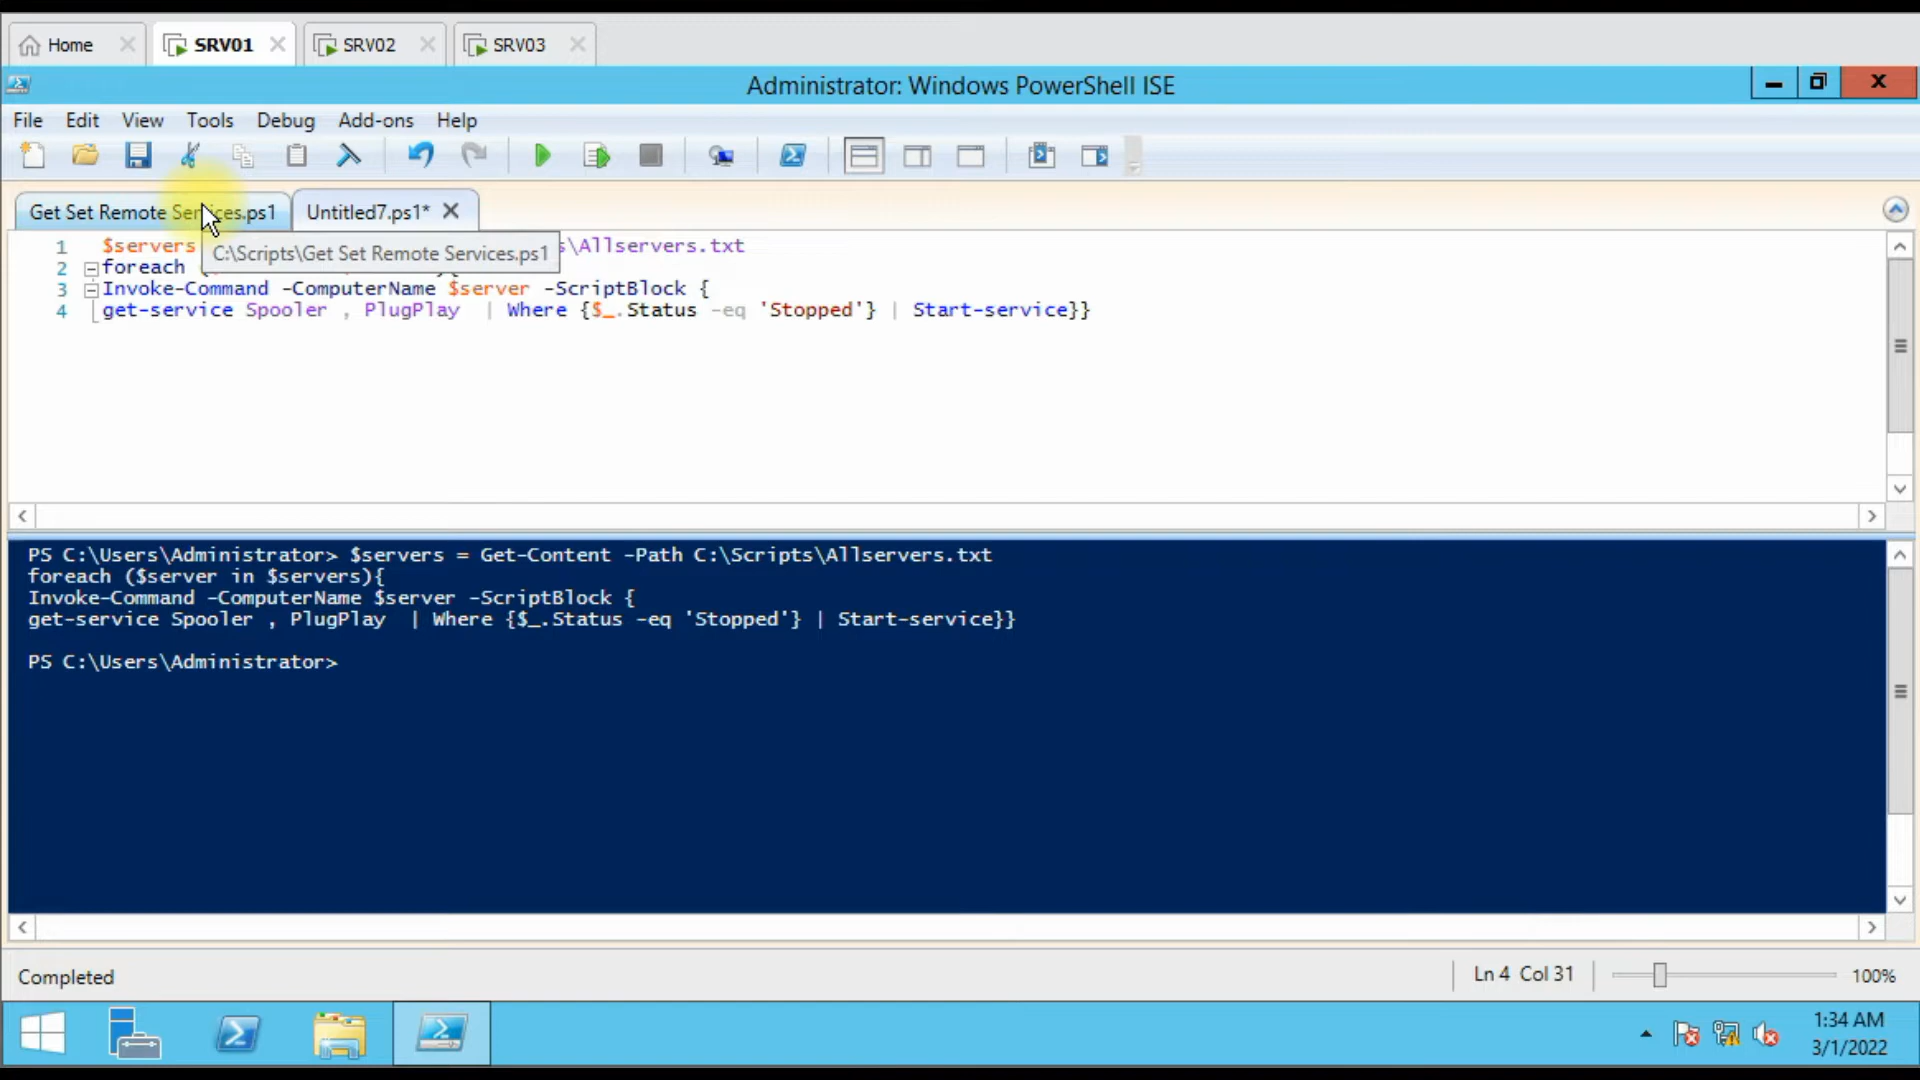 Home
SRV01
SRV02
SRV03
Administrator: Windows PowerShell ISE
X
File Edit View Tools Debug Add-ons Help
Get Set Remote Services.ps1
Untitled7.ps1*
C:\Scripts\Get Set Remote Services.ps1
1 $servers s\Allservers.txt
2 foreach {
3 Invoke-Command -ComputerName $server -ScriptBlock {
4 get-service Spooler , PlugPlay | Where {$_.Status -eq 'Stopped'} | Start-service}}
PS C:\Users\Administrator> $servers = Get-Content -Path C:\Scripts\Allservers.txt
foreach ($server in $servers){
Invoke-Command -ComputerName $server -ScriptBlock {
get-service Spooler , PlugPlay | Where {$_.Status -eq 'Stopped'} | Start-service}}
PS C:\Users\Administrator>
Completed
Ln 4 Col 31
100%
1:34 AM
3/1/2022